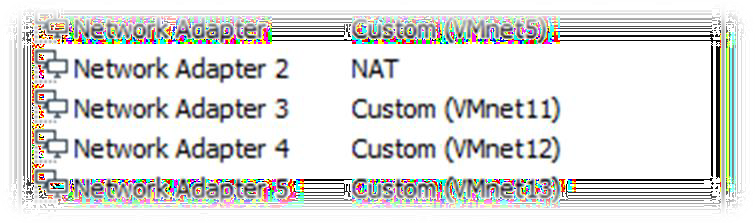 Network Adapter Custom (VMnet5)
Network Adapter 2 NAT
Network Adapter 3 Custom (VMnet11)
Network Adapter 4 Custom (VMnet12)
Network Adapter 5 Custom (VMnet13)